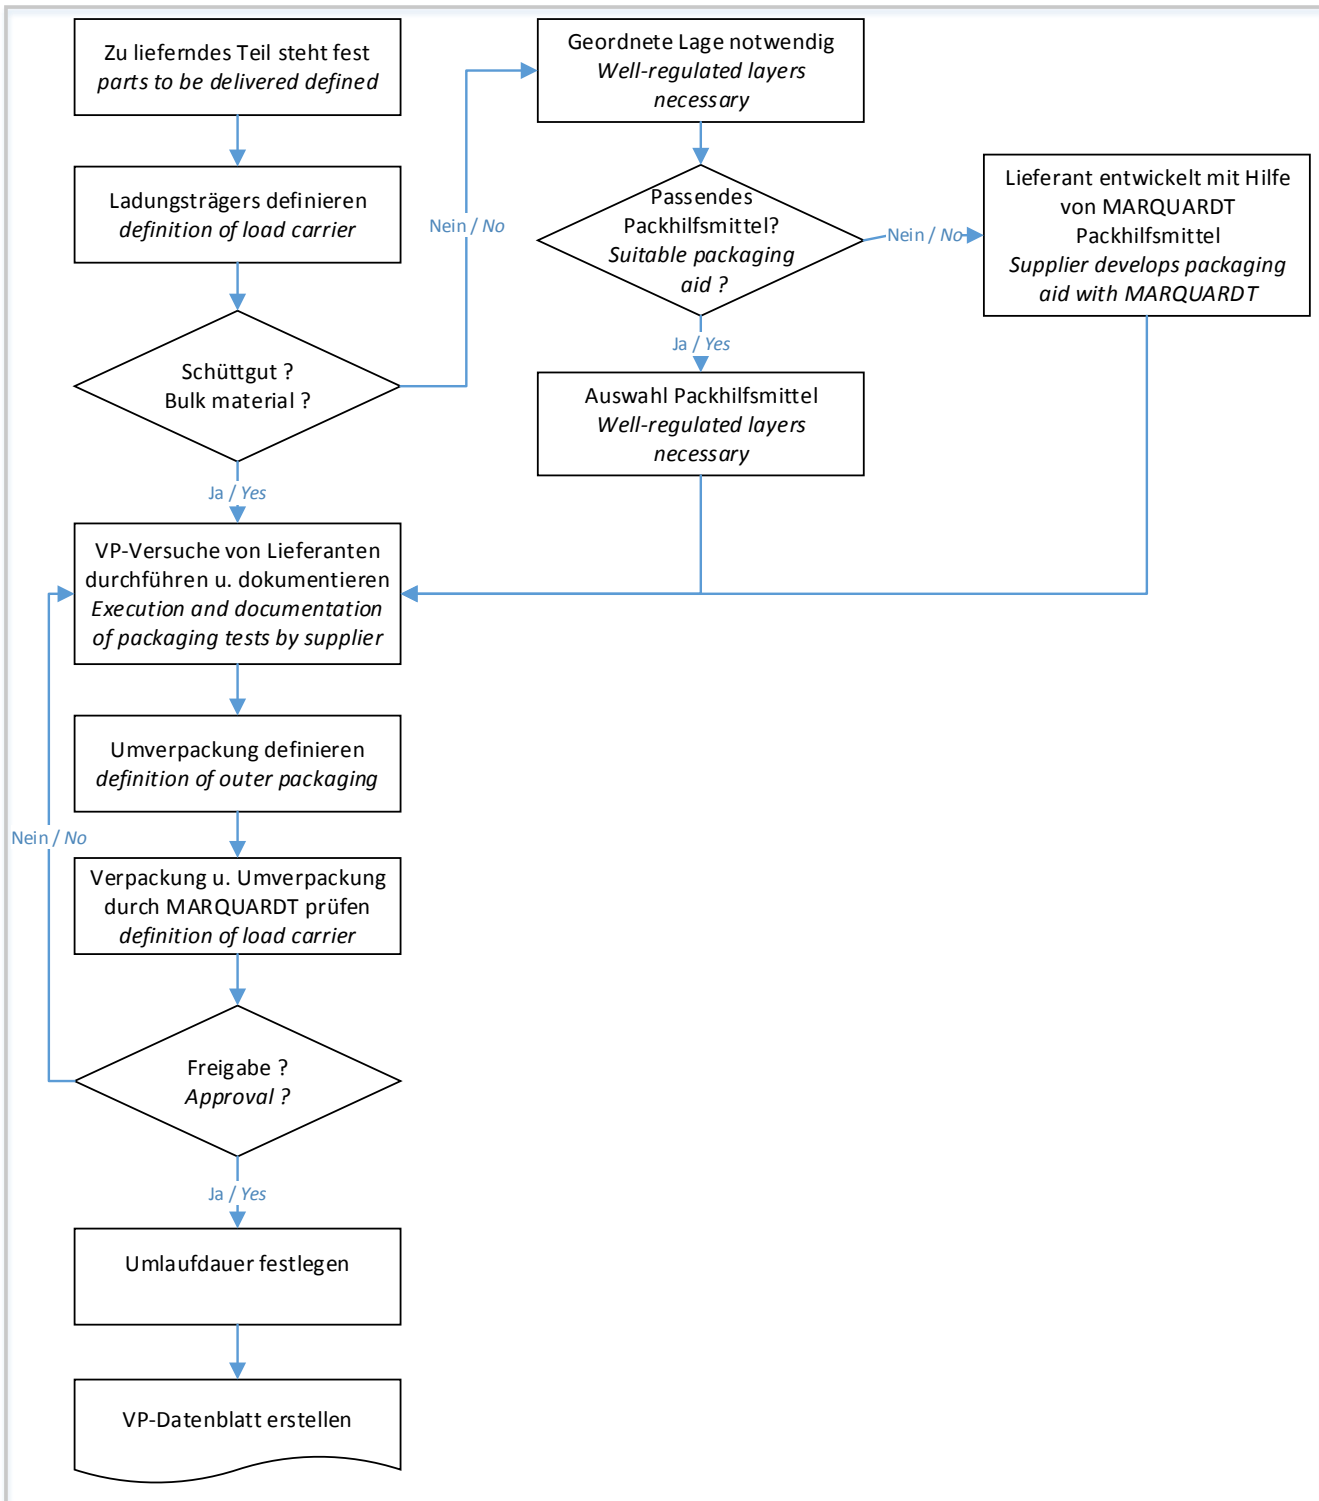 Zu lieferndes Teil steht fest
parts to be delivered defined
Ladungsträgers definieren
definition of load carrier
Schüttgut ?
Bulk material ?
Nein / No
Geordnete Lage notwendig
Well-regulated layers
necessary
Passendes
Packhilfsmittel?
Suitable packaging
aid ?
Nein / No
Lieferant entwickelt mit Hilfe
von MARQUARDT
Packhilfsmittel
Supplier develops packaging
aid with MARQUARDT
Ja / Yes
Auswahl Packhilfsmittel
Well-regulated layers
necessary
Ja / Yes
VP-Versuche von Lieferanten
durchführen u. dokumentieren
Execution and documentation
of packaging tests by supplier
Umverpackung definieren
definition of outer packaging
Nein / No
Verpackung u. Umverpackung
durch MARQUARDT prüfen
definition of load carrier
Freigabe ?
Approval ?
Ja / Yes
Umlaufdauer festlegen
VP-Datenblatt erstellen